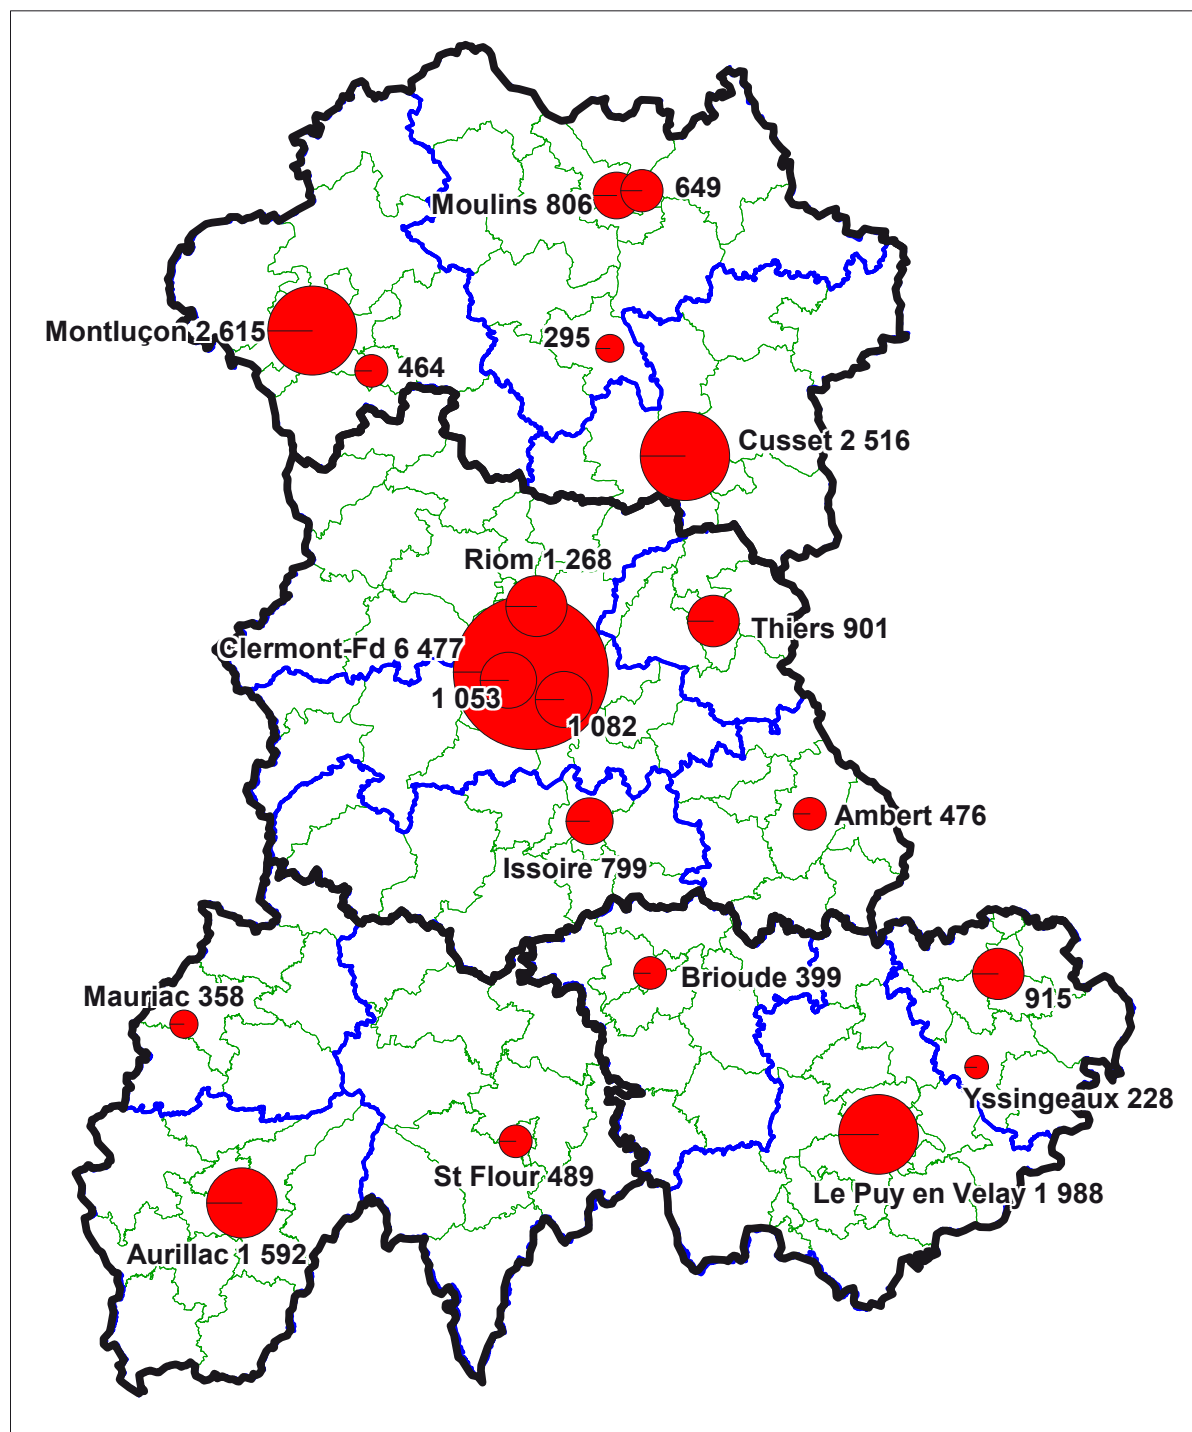 649
Moulins 806
Montluçon 2 615
295
464
Cusset 2 516
Riom 1 268
Thiers 901
Clermont-Fd 6 477
1 053
1 082
Ambert 476
Issoire 799
Brioude 399
Mauriac 358
915
Yssingeaux 228
St Flour 489
Le Puy en Velay 1 988
Aurillac 1 592